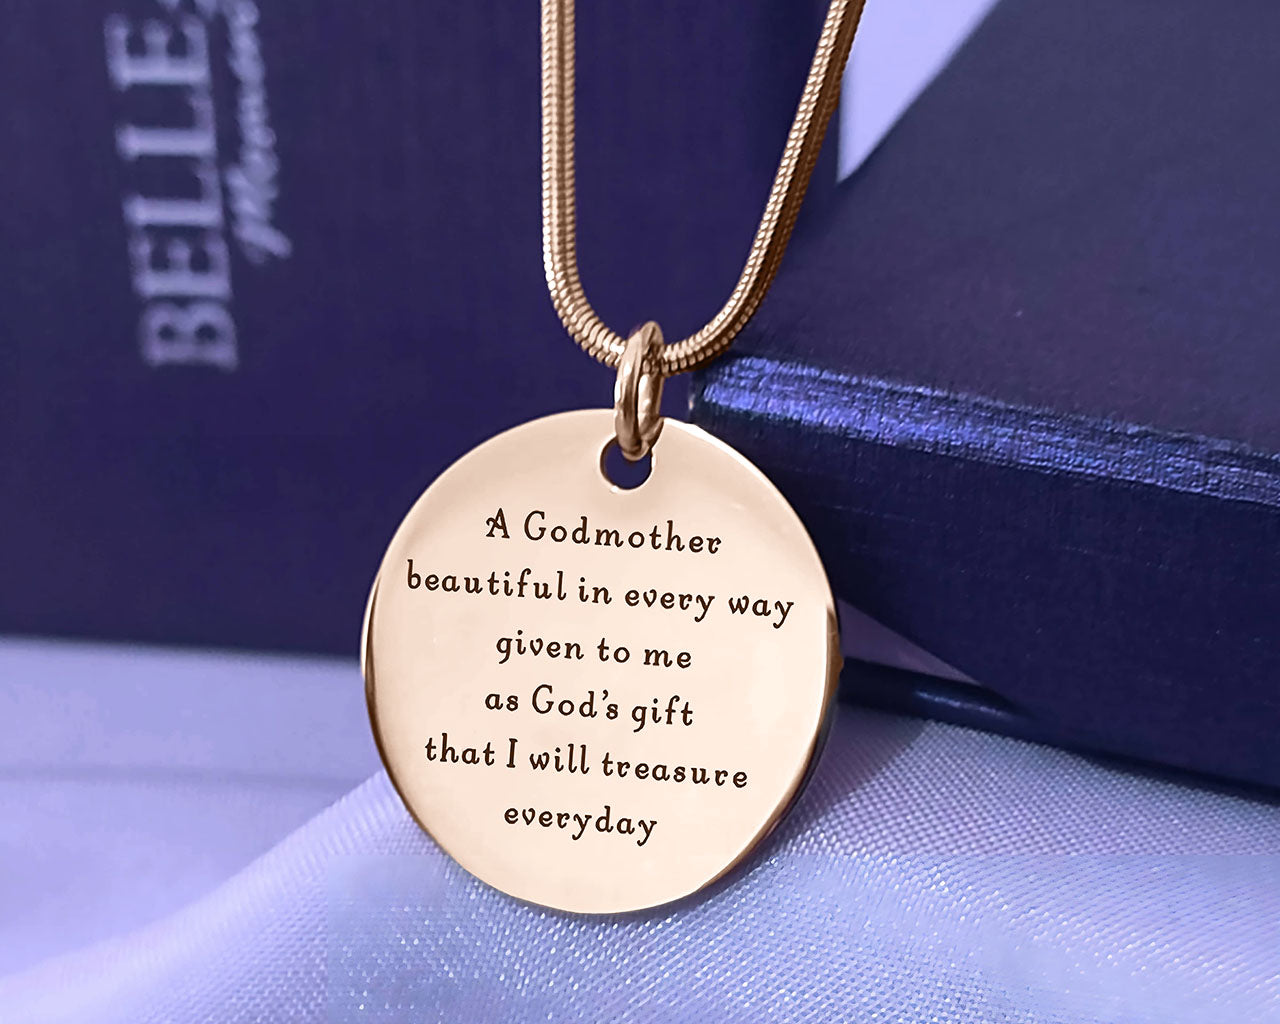 A Godmother
beautiful in every way
given to me
as God's gift
that I will treasure
everyday
BELLE